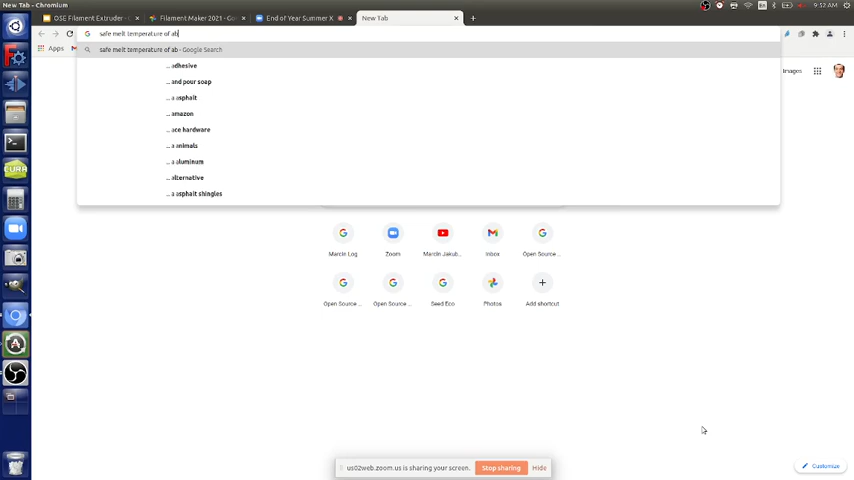 New Tab - Chromium
9:52 AM
OSE Filament Extruder -
Filament Maker 2021 - Go
End of Year Summer X
New Tab
safe melt temperature of ab
Apps
safe melt temperature of ab - Google Search
... adhesive
... and pour soap
... a asphalt
... amazon
... ace hardware
... a animals
... a aluminum
... alternative
... a asphalt shingles
Images
Marcin Log
Zoom
Marcin Jakub...
Inbox
Open Source ...
Open Source ...
Open Source ...
Seed Eco
Photos
Add shortcut
CURA
us02web.zoom.us is sharing your screen.
Stop sharing
Hide
Customize